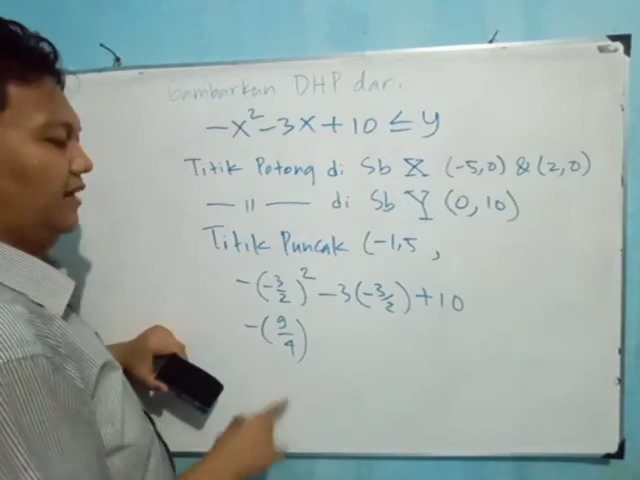 Gambarkan DHP dari.
-x² - 3x + 10 ≤ y
Titik Potong di Sb X (-5,0) & (2,0)
— 11 — di Sb Y (0, 10)
Titik Puncak (-1,5 ,
-(-3/2)² - 3(-3/2) + 10
-(9/4)